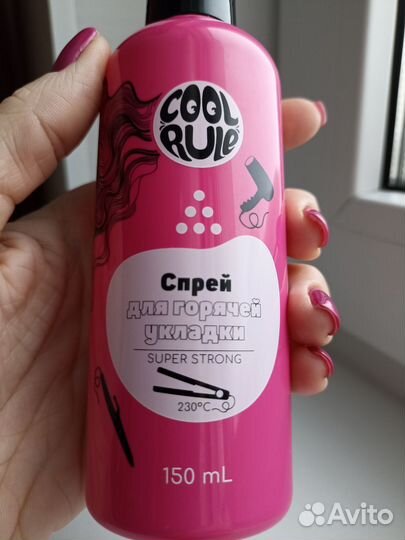 COOL
RULE
Спрей
для горячей
укладки
SUPER STRONG
230°C
150 mL
Avito